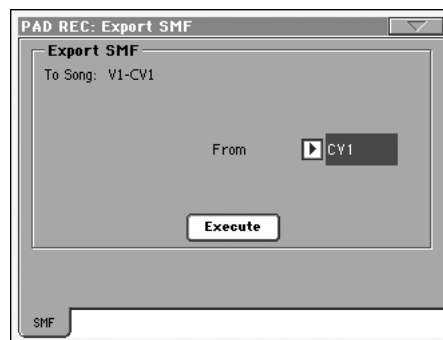 PAD REC: Export SMF
Export SMF
To Song: V1-CV1
From CV1
Execute
SMF